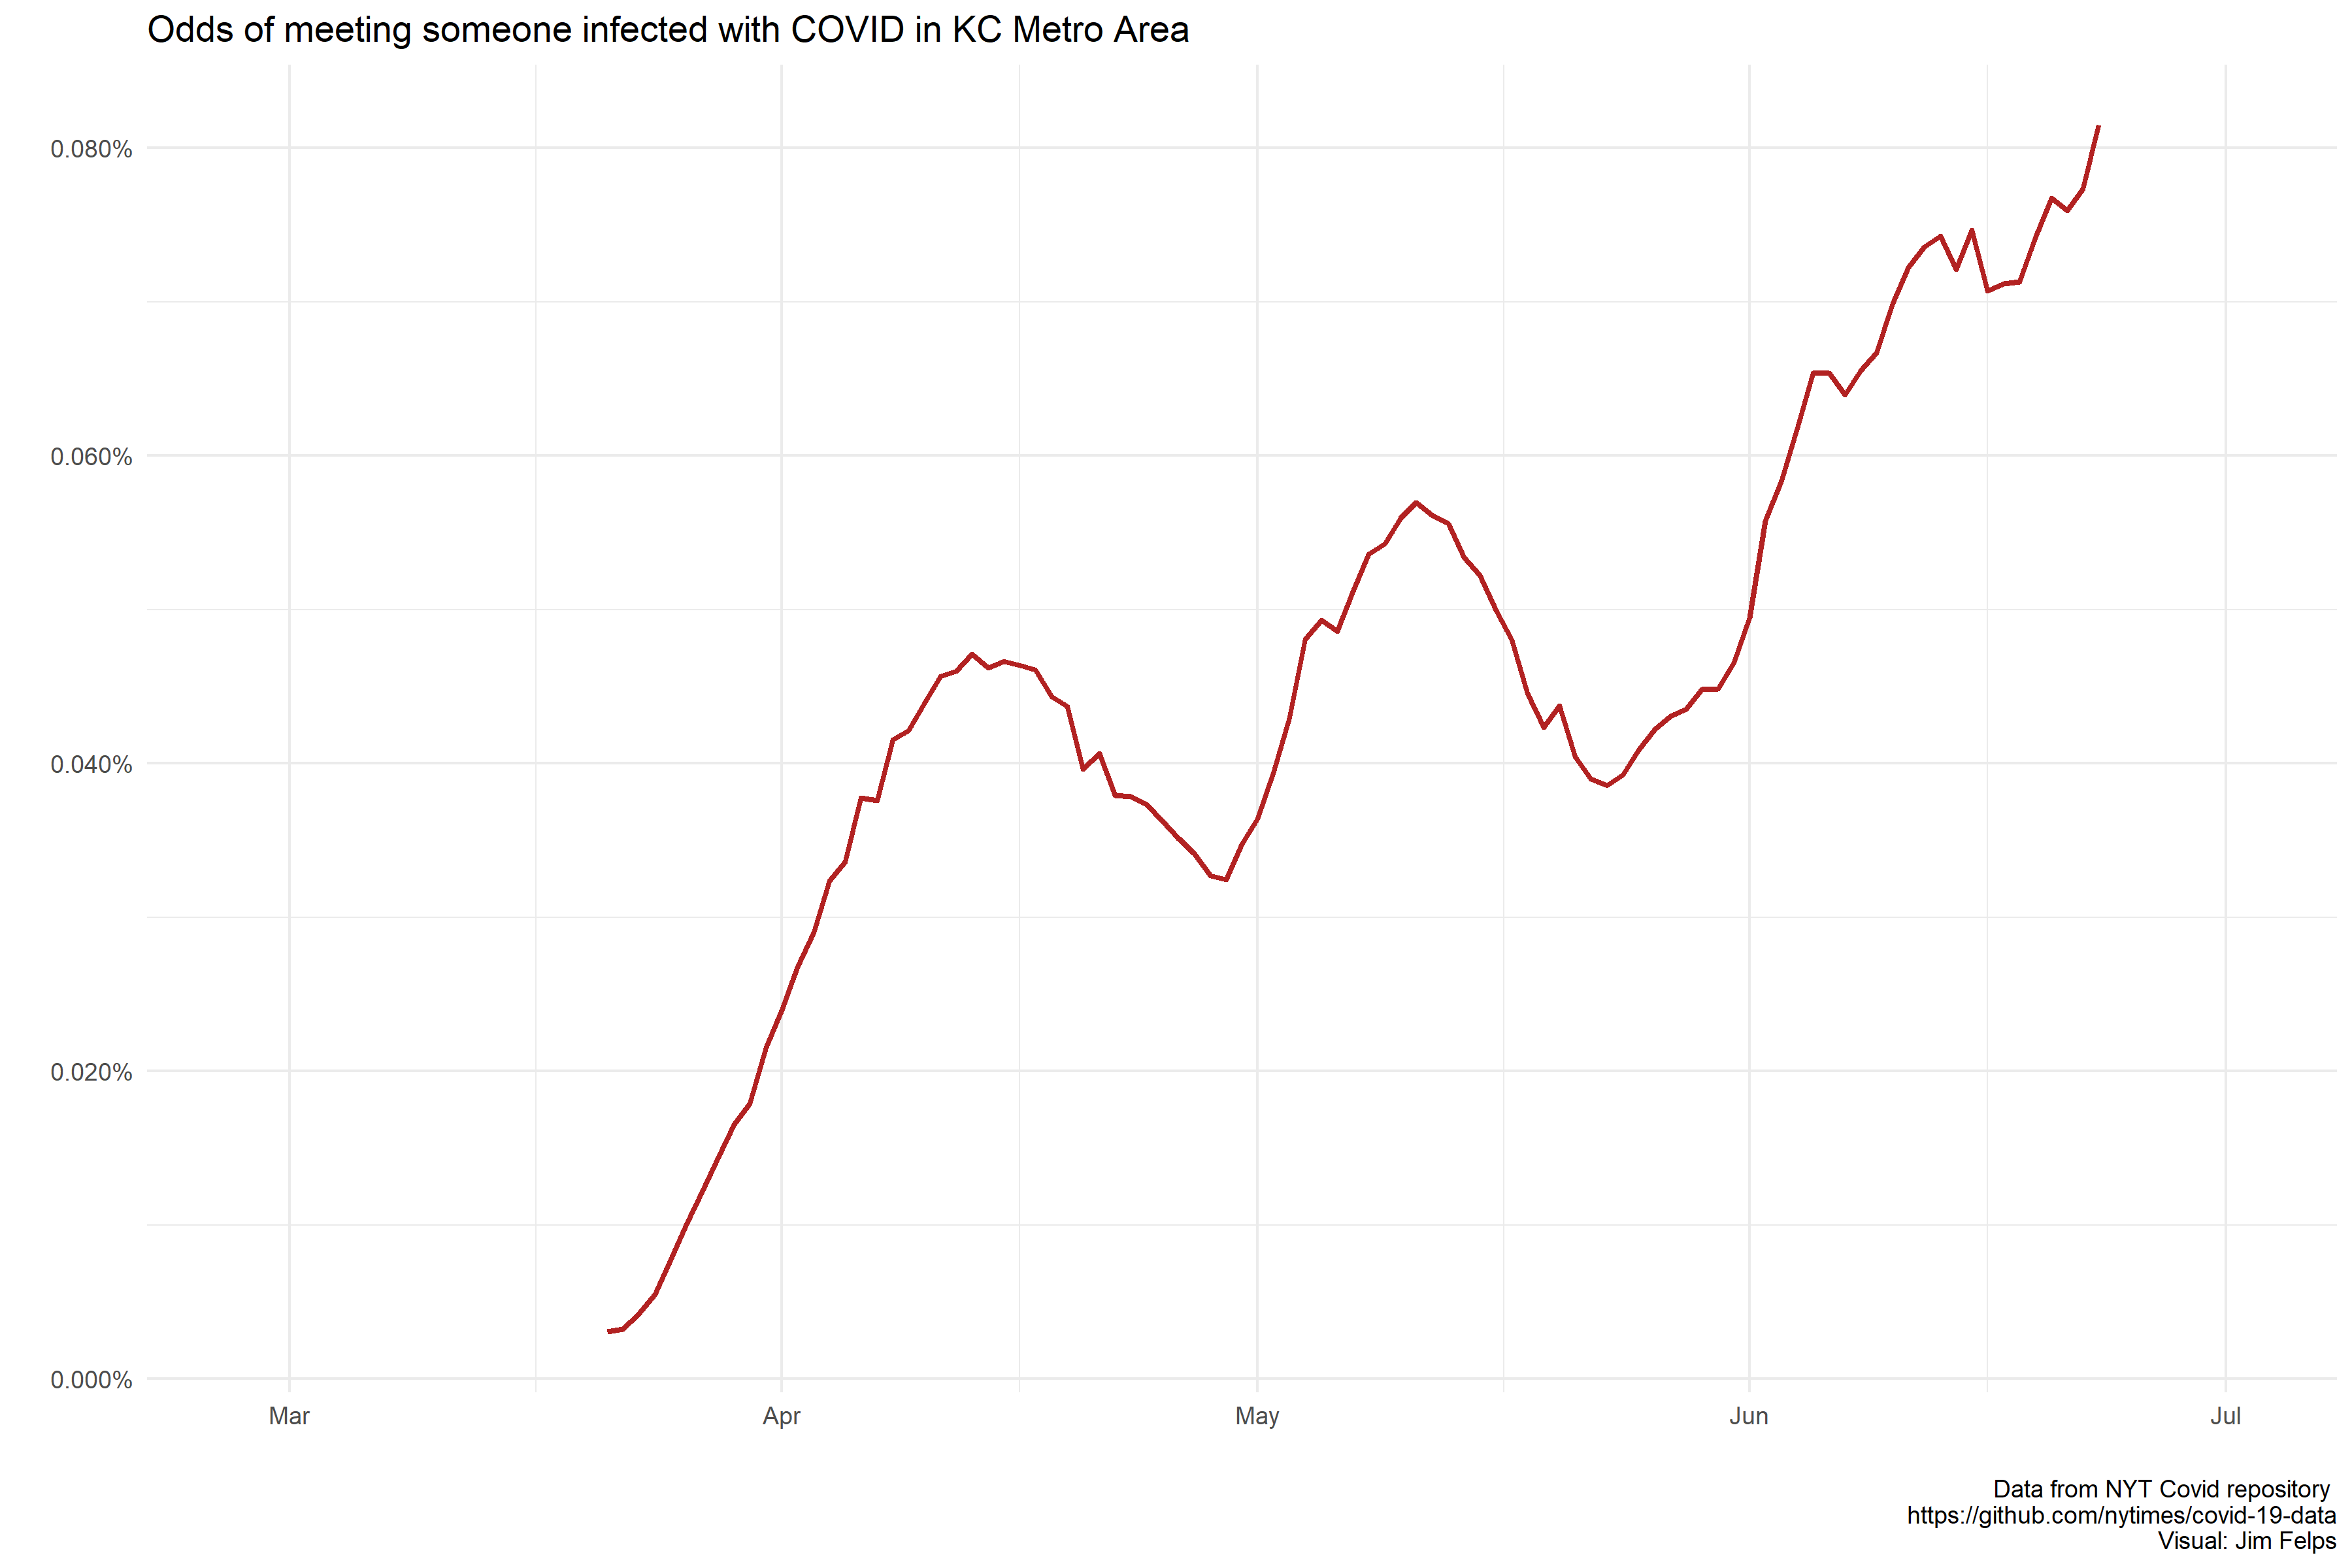 Odds of meeting someone infected with COVID in KC Metro Area
0.080%
0.060%
0.040%
0.020%
0.000%
Mar Apr May Jun Jul
Data from NYT Covid repository
https://github.com/nytimes/covid-19-data
Visual: Jim Felps